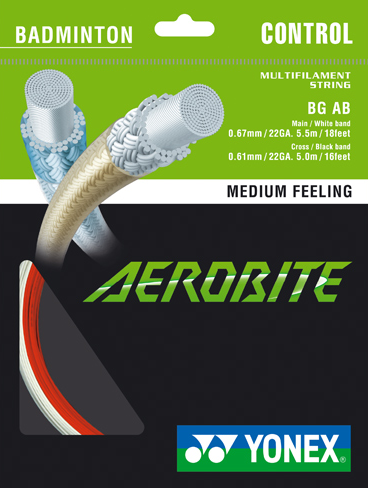 BADMINTON
CONTROL
MULTIFILAMENT
STRING
BG AB
Main / White band
0.67mm/22GA. 5.5m/18feet
Cross / Black band
0.61mm/22GA. 5.0m/16feet
MEDIUM FEELING
AEROBITE
YONEX®